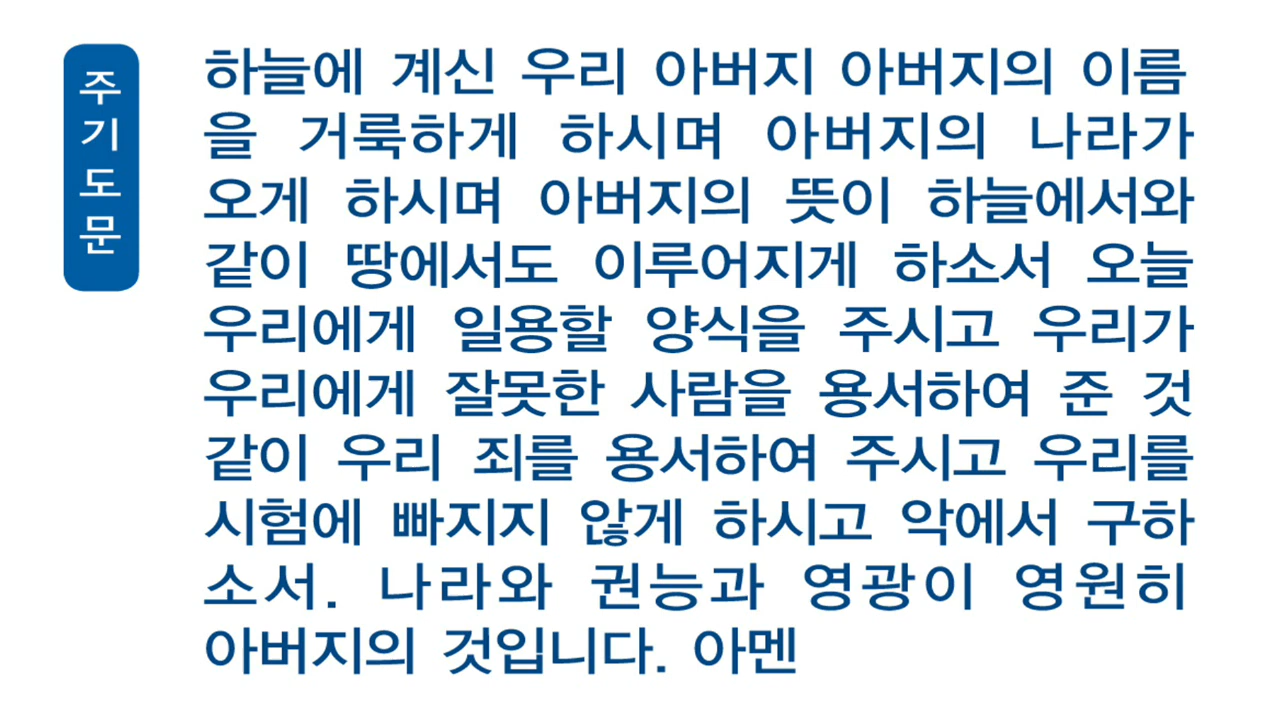 주기도문
하늘에 계신 우리 아버지 아버지의 이름
을 거룩하게 하시며 아버지의 나라가
오게 하시며 아버지의 뜻이 하늘에서와
같이 땅에서도 이루어지게 하소서 오늘
우리에게 일용할 양식을 주시고 우리가
우리에게 잘못한 사람을 용서하여 준 것
같이 우리 죄를 용서하여 주시고 우리를
시험에 빠지지 않게 하시고 악에서 구하
소서. 나라와 권능과 영광이 영원히
아버지의 것입니다. 아멘